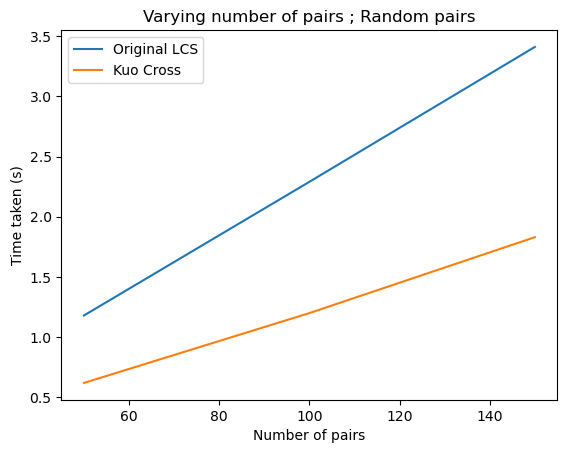 Varying number of pairs ; Random pairs
Original LCS
Kuo Cross
Time taken (s)
3.5
3.0
2.5
2.0
1.5
1.0
0.5
60 80 100 120 140
Number of pairs